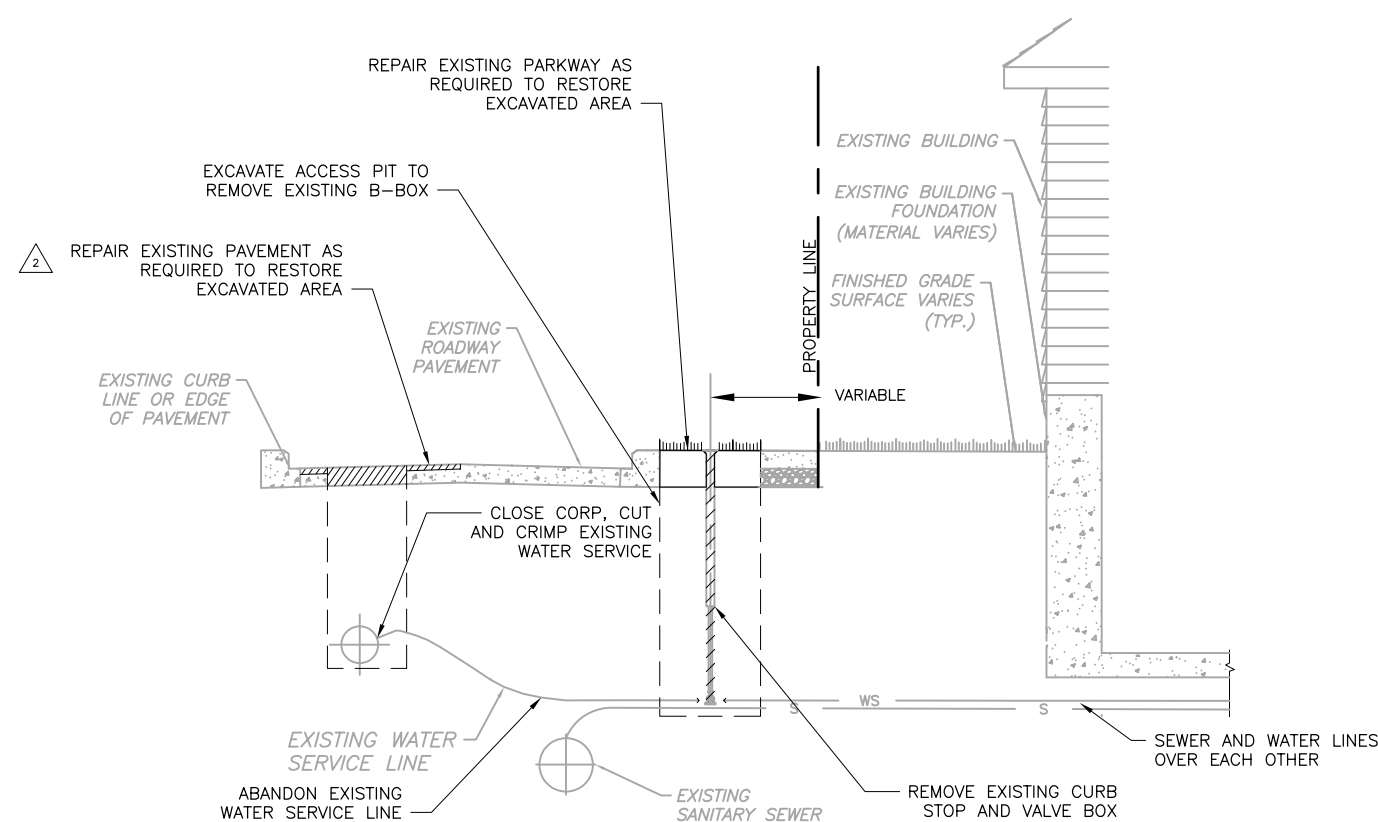 REPAIR EXISTING PARKWAY AS
REQUIRED TO RESTORE
EXCAVATED AREA
EXCAVATE ACCESS PIT TO
REMOVE EXISTING B-BOX
2
REPAIR EXISTING PAVEMENT AS
REQUIRED TO RESTORE
EXCAVATED AREA
EXISTING CURB
LINE OR EDGE
OF PAVEMENT
EXISTING
ROADWAY
PAVEMENT
PROPERTY LINE
VARIABLE
EXISTING BUILDING
EXISTING BUILDING
FOUNDATION
(MATERIAL VARIES)
FINISHED GRADE
SURFACE VARIES
(TYP.)
CLOSE CORP, CUT
AND CRIMP EXISTING
WATER SERVICE
WS
S
S
EXISTING WATER
SERVICE LINE
ABANDON EXISTING
WATER SERVICE LINE
EXISTING
SANITARY SEWER
REMOVE EXISTING CURB
STOP AND VALVE BOX
SEWER AND WATER LINES
OVER EACH OTHER